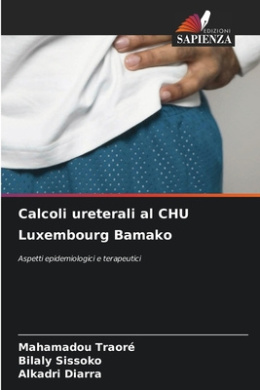 EDIZIONI
SAPIENZA
Calcoli ureterali al CHU
Luxembourg Bamako
Aspetti epidemiologici e terapeutici
Mahamadou Traoré
Bilaly Sissoko
Alkadri Diarra